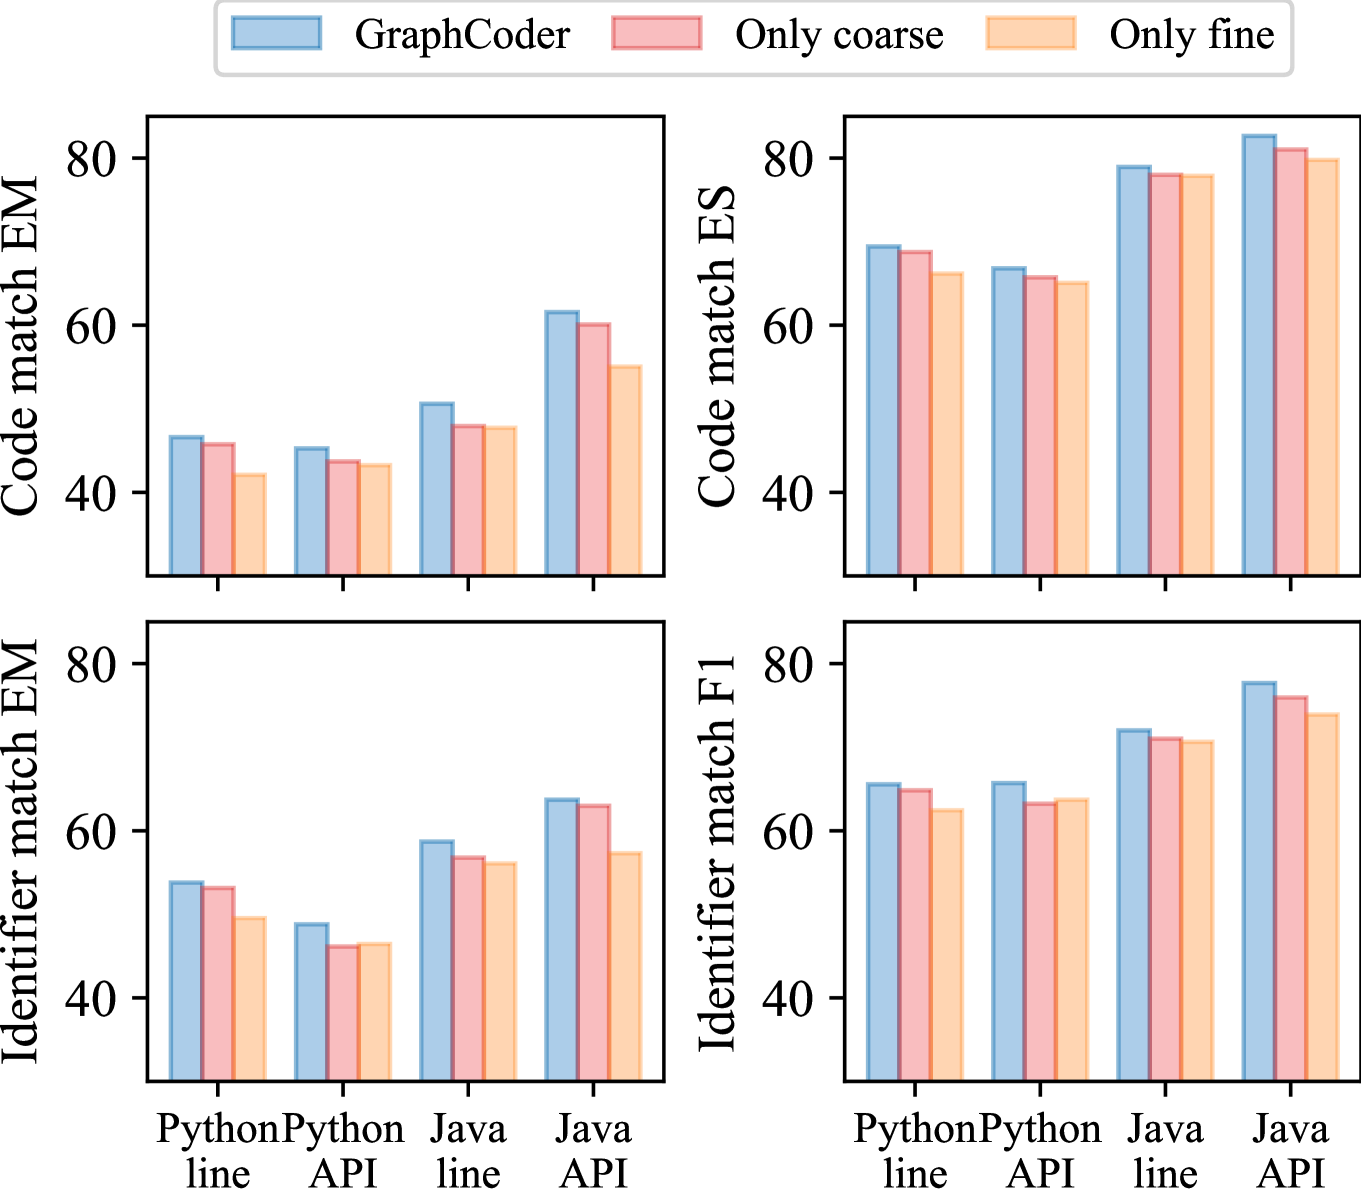 GraphCoder Only coarse Only fine
Code match EM
80
60
40
Code match ES
80
60
40
Identifier match EM
80
60
40
Python Python Java Java
line API line API
Identifier match F1
80
60
40
Python Python Java Java
line API line API